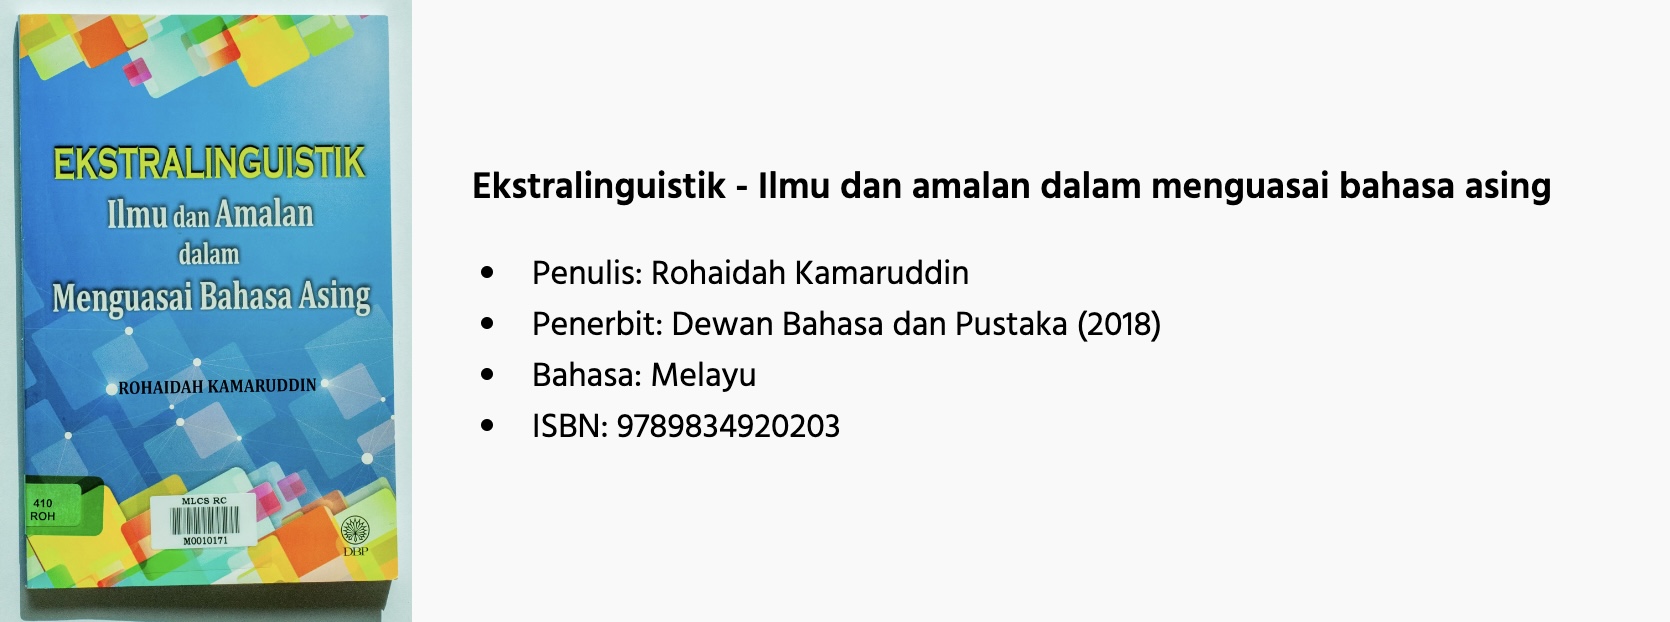 EKSTRALINGUISTIK
Ilmu dan Amalan
dalam
Menguasai Bahasa Asing
ROHAIDAH KAMARUDDIN
410
ROH
MLCS RC
M0010171
DBP
Ekstralinguistik - Ilmu dan amalan dalam menguasai bahasa asing
• Penulis: Rohaidah Kamaruddin
• Penerbit: Dewan Bahasa dan Pustaka (2018)
• Bahasa: Melayu
• ISBN: 9789834920203